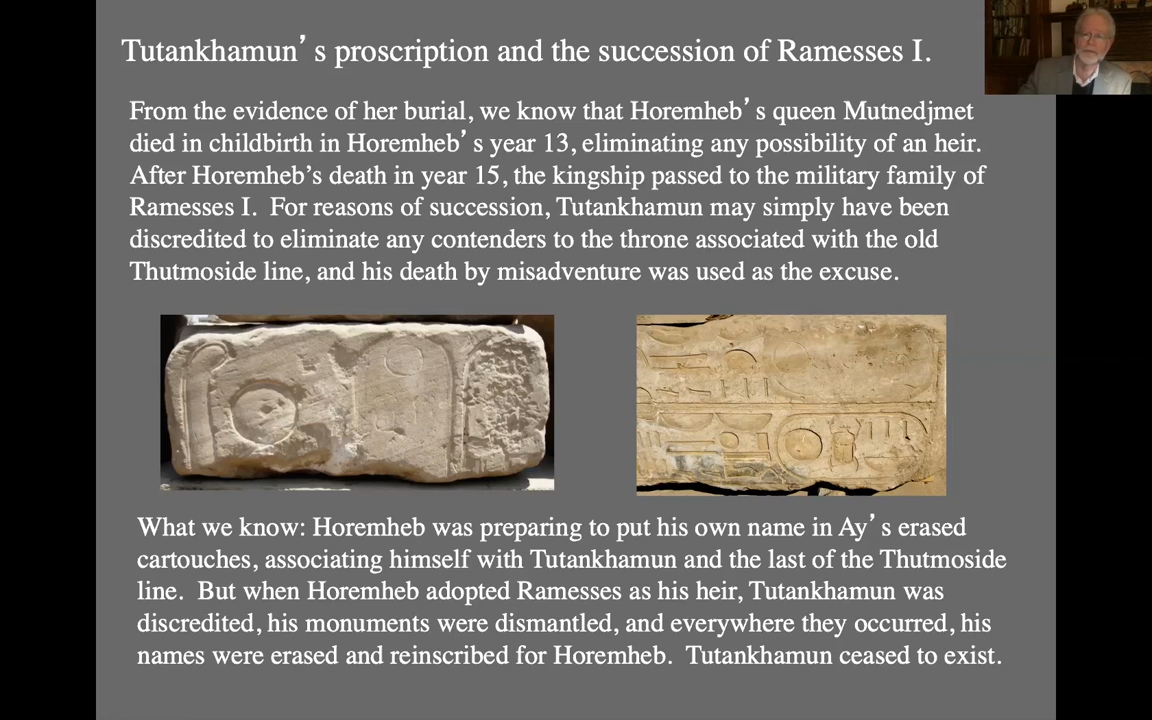 Tutankhamun's proscription and the succession of Ramesses I.
From the evidence of her burial, we know that Horemheb's queen Mutnedjmet
died in childbirth in Horemheb's year 13, eliminating any possibility of an heir.
After Horemheb's death in year 15, the kingship passed to the military family of
Ramesses I.  For reasons of succession, Tutankhamun may simply have been
discredited to eliminate any contenders to the throne associated with the old
Thutmoside line, and his death by misadventure was used as the excuse.
What we know: Horemheb was preparing to put his own name in Ay's erased
cartouches, associating himself with Tutankhamun and the last of the Thutmoside
line.  But when Horemheb adopted Ramesses as his heir, Tutankhamun was
discredited, his monuments were dismantled, and everywhere they occurred, his
names were erased and reinscribed for Horemheb.  Tutankhamun ceased to exist.